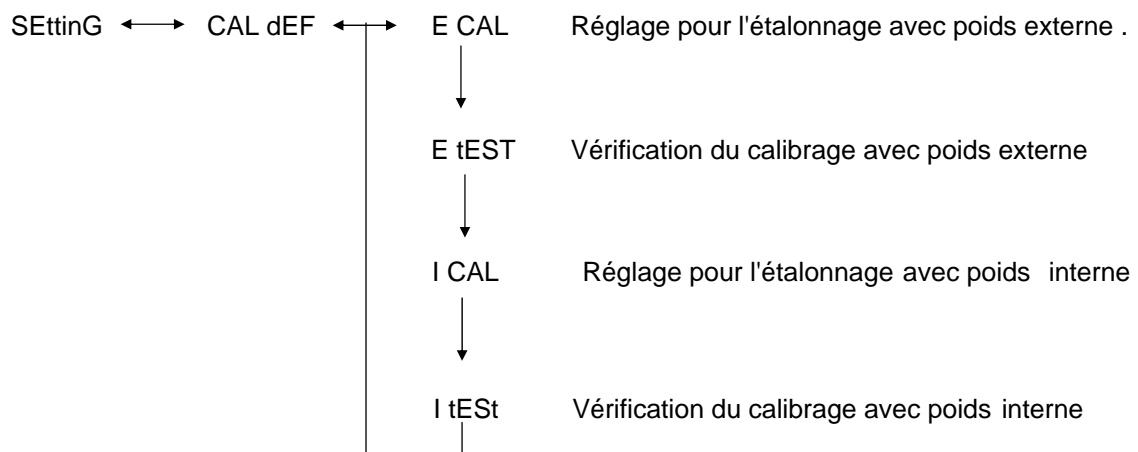 SEttinG CAL dEF E CAL Réglage pour l'étalonnage avec poids externe .
E tEST Vérification du calibrage avec poids externe
I CAL Réglage pour l'étalonnage avec poids interne
I tESt Vérification du calibrage avec poids interne